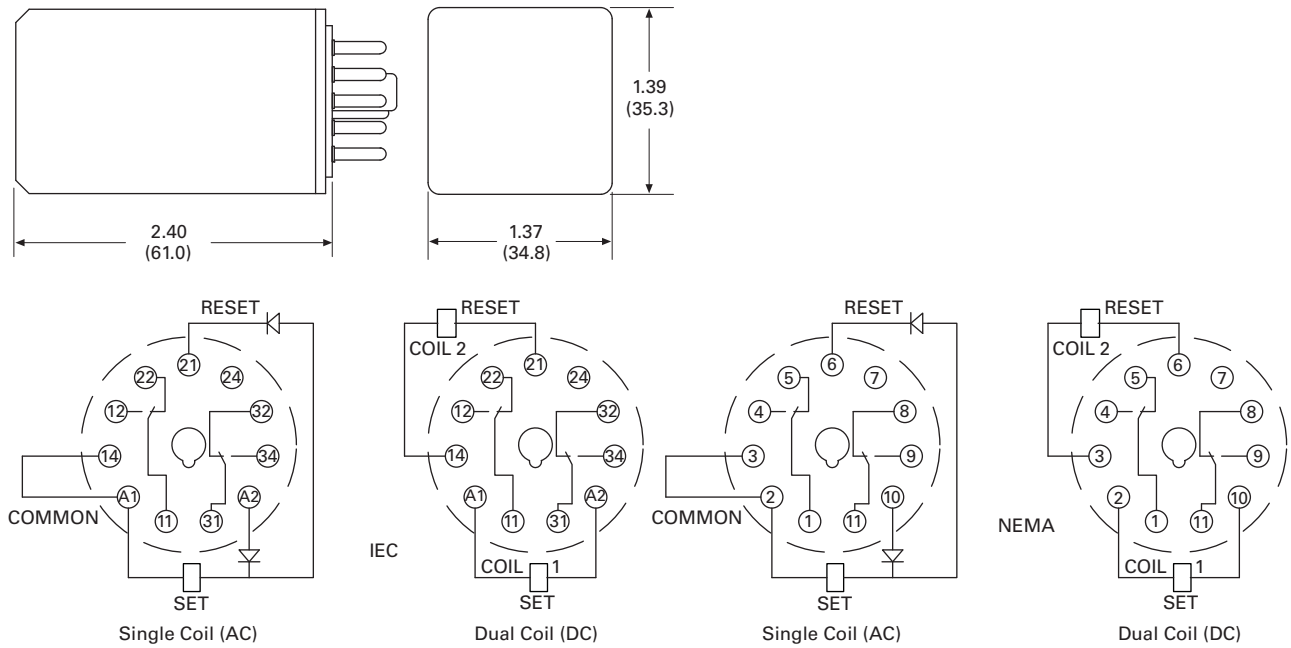 1.39
(35.3)
2.40
(61.0)
1.37
(34.8)
RESET
21
22
24
12
32
14
34
A1
A2
COMMON
11
31
SET
Single Coil (AC)
IEC
RESET
COIL 2
21
22
24
12
32
14
34
A1
A2
11
31
COIL 1
SET
Dual Coil (DC)
RESET
6
5
7
4
8
3
9
2
10
COMMON
1
11
SET
Single Coil (AC)
NEMA
RESET
COIL 2
6
5
7
4
8
3
9
2
10
1
11
COIL 1
SET
Dual Coil (DC)